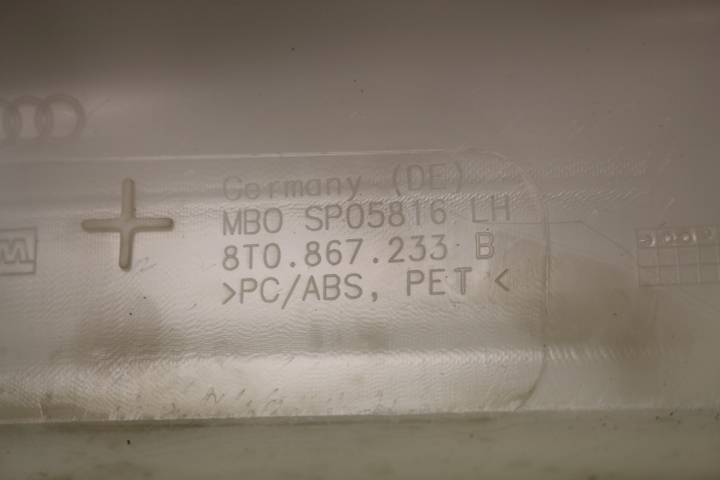 Germany (DE)
MBO SP05816 LH
8T0.867.233 B
>PC/ABS, PET <